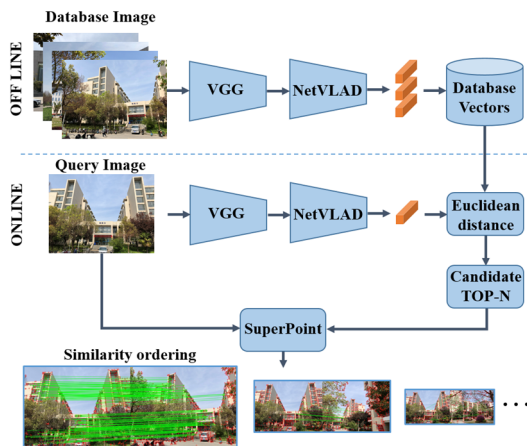 Database Image
OFF LINE
VGG
NetVLAD
Database
Vectors
Query Image
ONLINE
VGG
NetVLAD
Euclidean
distance
Candidate
TOP-N
SuperPoint
Similarity ordering
...